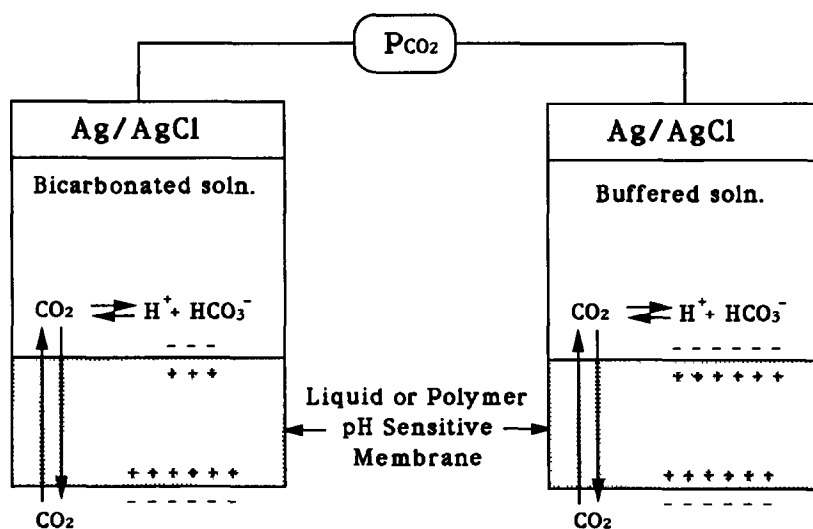 PCO₂
Ag/AgCl
Ag/AgCl
Bicarbonated soln.
Buffered soln.
CO₂ ⇌ H⁺ + HCO₃⁻
CO₂ ⇌ H⁺ + HCO₃⁻
- - -
- - - - - -
+ + +
+ + + + + +
Liquid or Polymer
pH Sensitive
Membrane
+ + + + + +
+ + + + + +
- - - - - -
- - - - - -
CO₂
CO₂